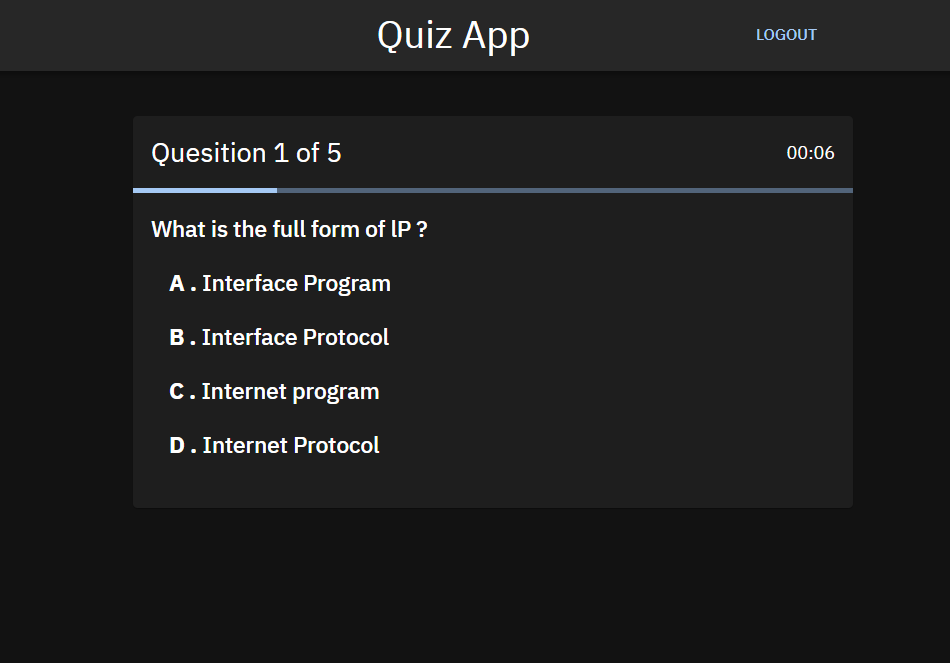 Quiz App
LOGOUT
Quesition 1 of 5
00:06
What is the full form of lP ?
A . Interface Program
B . Interface Protocol
C . Internet program
D . Internet Protocol